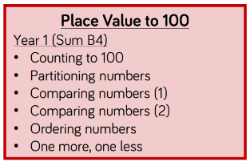 Place Value to 100
Year 1 (Sum B4)
• Counting to 100
• Partitioning numbers
• Comparing numbers (1)
• Comparing numbers (2)
• Ordering numbers
• One more, one less